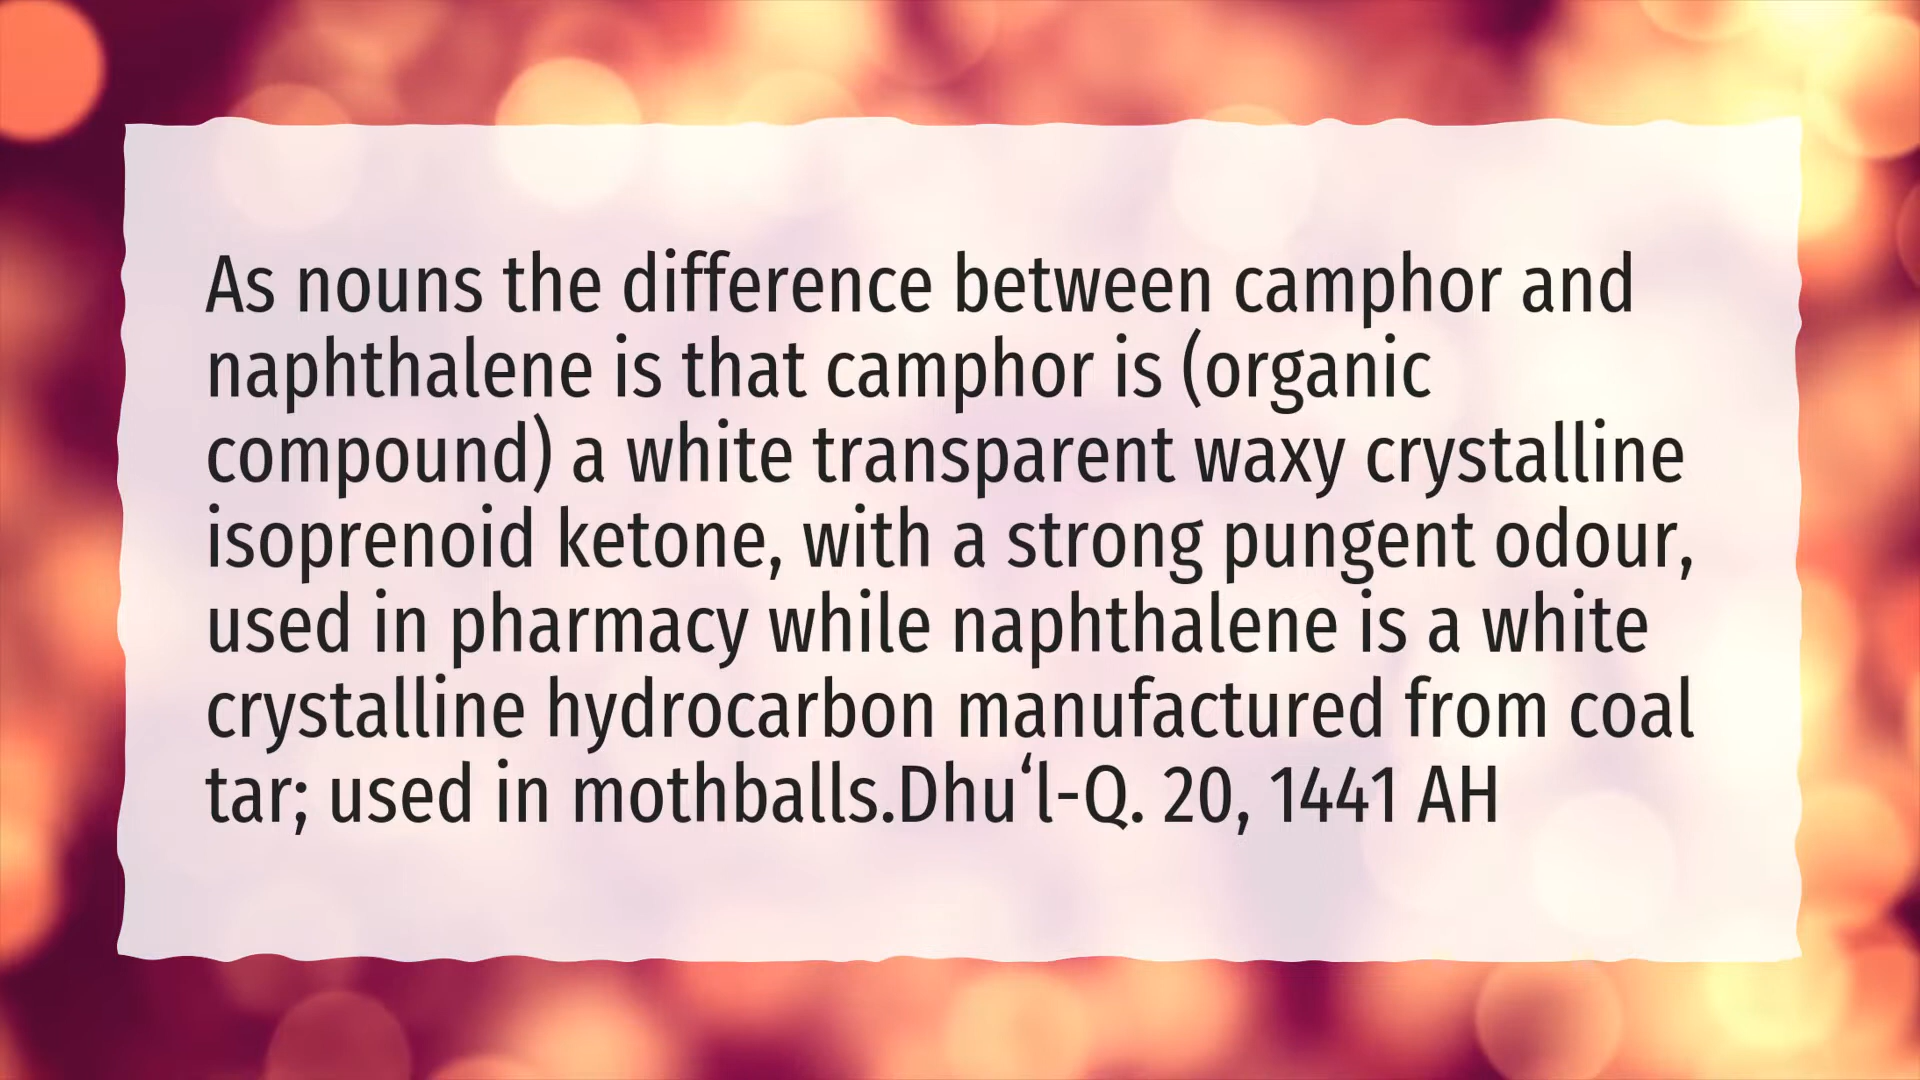 As nouns the difference between camphor and
naphthalene is that camphor is (organic
compound) a white transparent waxy crystalline
isoprenoid ketone, with a strong pungent odour,
used in pharmacy while naphthalene is a white
crystalline hydrocarbon manufactured from coal
tar; used in mothballs.Dhuʻl-Q. 20, 1441 AH